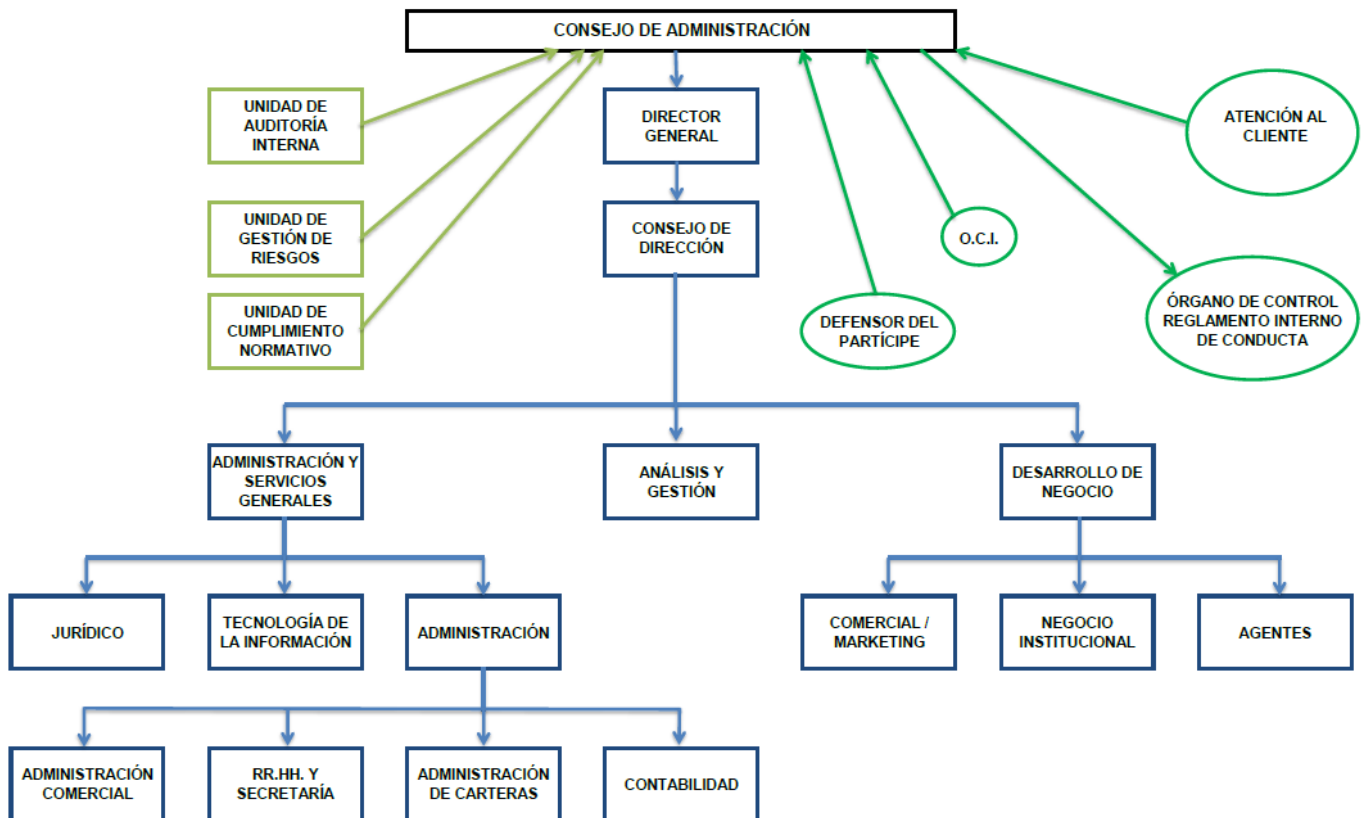 CONSEJO DE ADMINISTRACIÓN
UNIDAD DE
AUDITORÍA
INTERNA
DIRECTOR
GENERAL
ATENCIÓN AL
CLIENTE
UNIDAD DE
GESTIÓN DE
RIESGOS
CONSEJO DE
DIRECCIÓN
O.C.I.
UNIDAD DE
CUMPLIMIENTO
NORMATIVO
DEFENSOR DEL
PARTÍCIPE
ÓRGANO DE CONTROL
REGLAMENTO INTERNO
DE CONDUCTA
ADMINISTRACIÓN Y
SERVICIOS
GENERALES
ANÁLISIS Y
GESTIÓN
DESARROLLO DE
NEGOCIO
JURÍDICO
TECNOLOGÍA DE
LA INFORMACIÓN
ADMINISTRACIÓN
COMERCIAL /
MARKETING
NEGOCIO
INSTITUCIONAL
AGENTES
ADMINISTRACIÓN
COMERCIAL
RR.HH. Y
SECRETARÍA
ADMINISTRACIÓN
DE CARTERAS
CONTABILIDAD